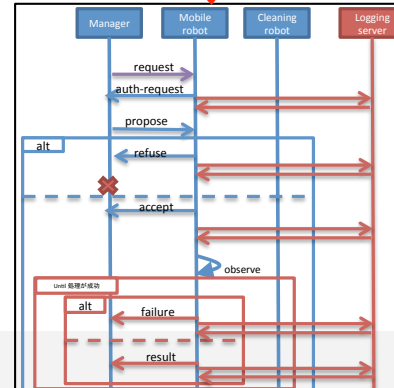 Manager
Mobile
robot
Cleaning
robot
Logging
server
request
auth-request
propose
alt
refuse
accept
observe
Until 処理が成功
alt
failure
result